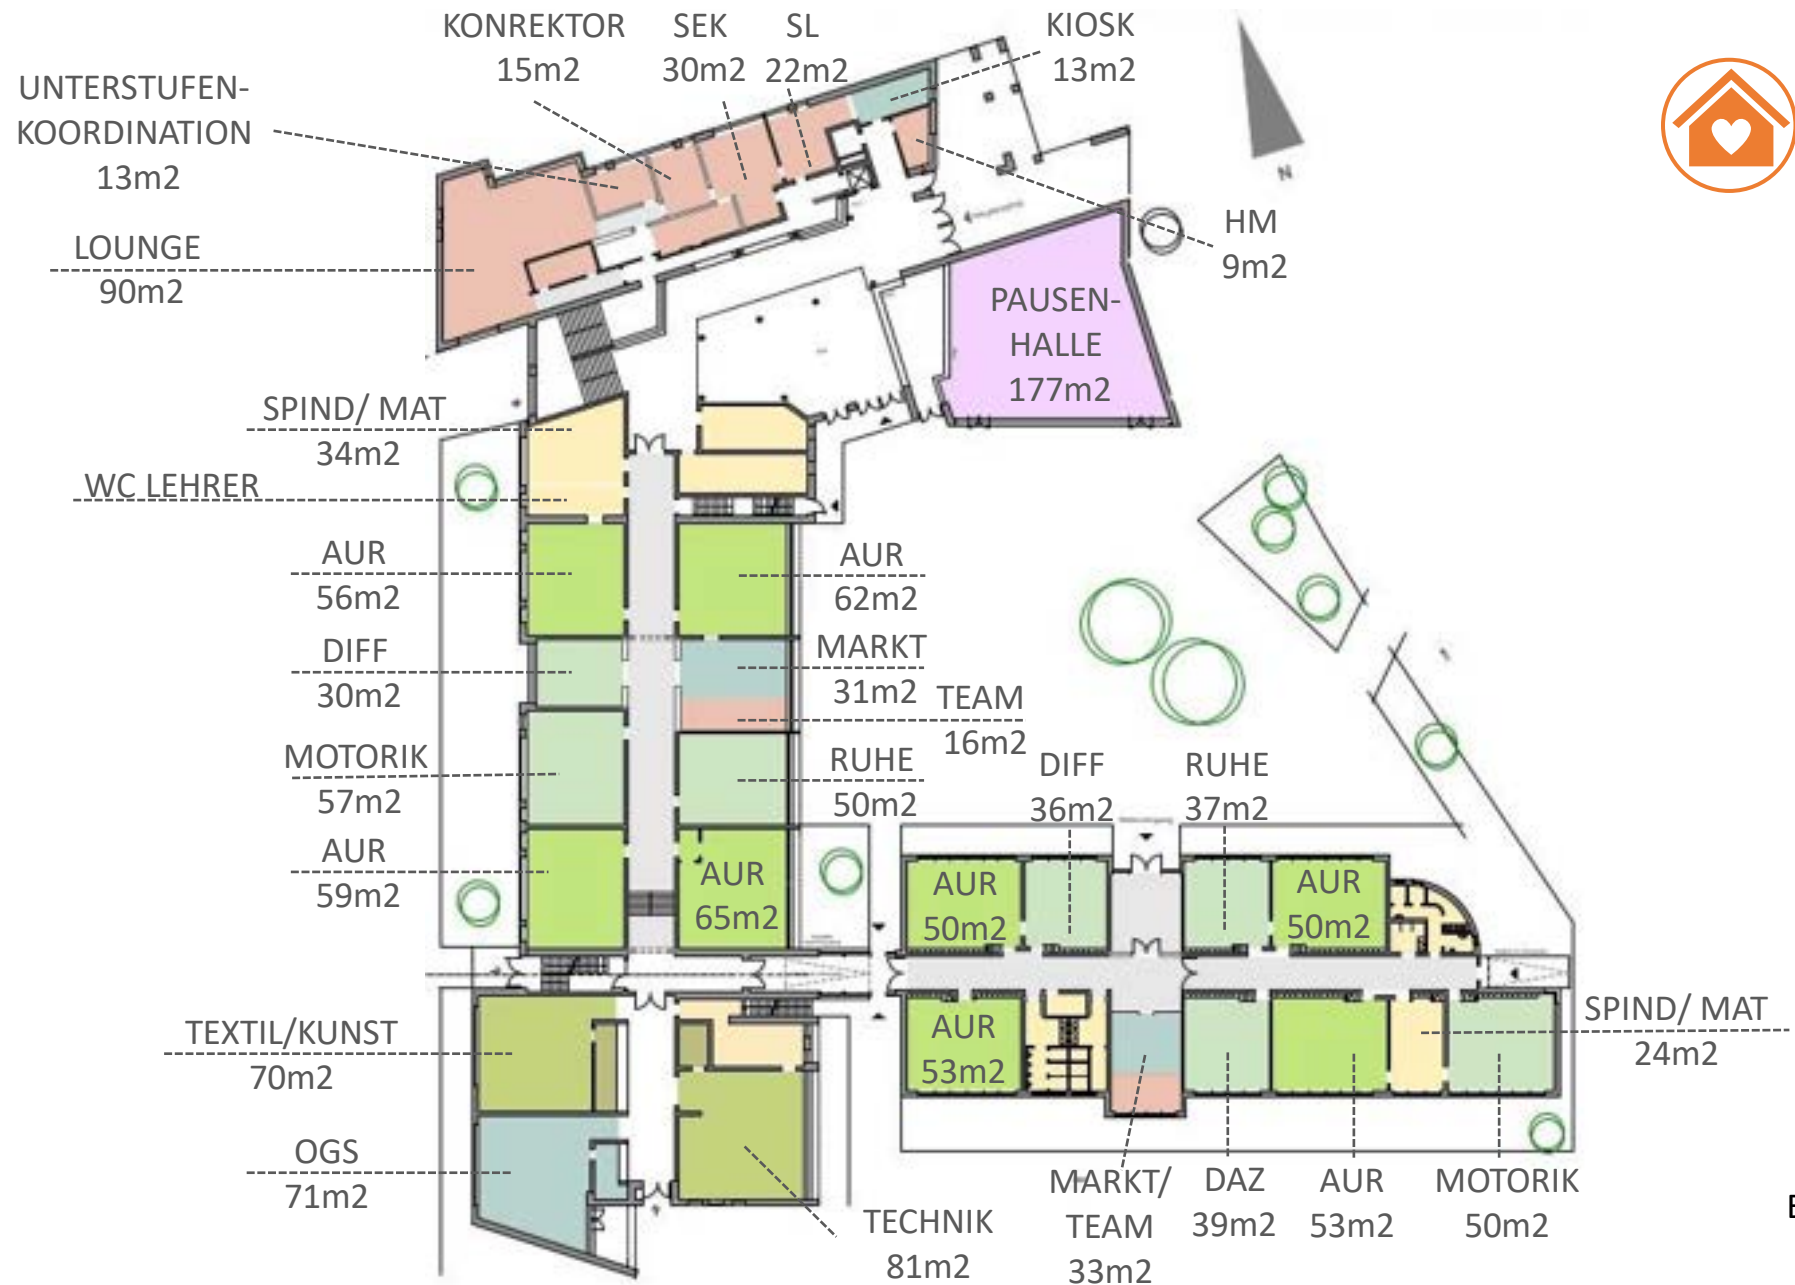 KONREKTOR
15m2
SEK
30m2
SL
22m2
KIOSK
13m2
UNTERSTUFEN-
KOORDINATION
13m2
N
LOUNGE
90m2
HM
9m2
PAUSEN-
HALLE
177m2
SPIND/ MAT
34m2
WC LEHRER
AUR
56m2
AUR
62m2
DIFF
30m2
MARKT
31m2
TEAM
16m2
MOTORIK
57m2
RUHE
50m2
DIFF
36m2
RUHE
37m2
AUR
59m2
AUR
65m2
AUR
50m2
AUR
50m2
TEXTIL/KUNST
70m2
AUR
53m2
SPIND/ MAT
24m2
OGS
71m2
TECHNIK
81m2
MARKT/
TEAM
33m2
DAZ
39m2
AUR
53m2
MOTORIK
50m2
E